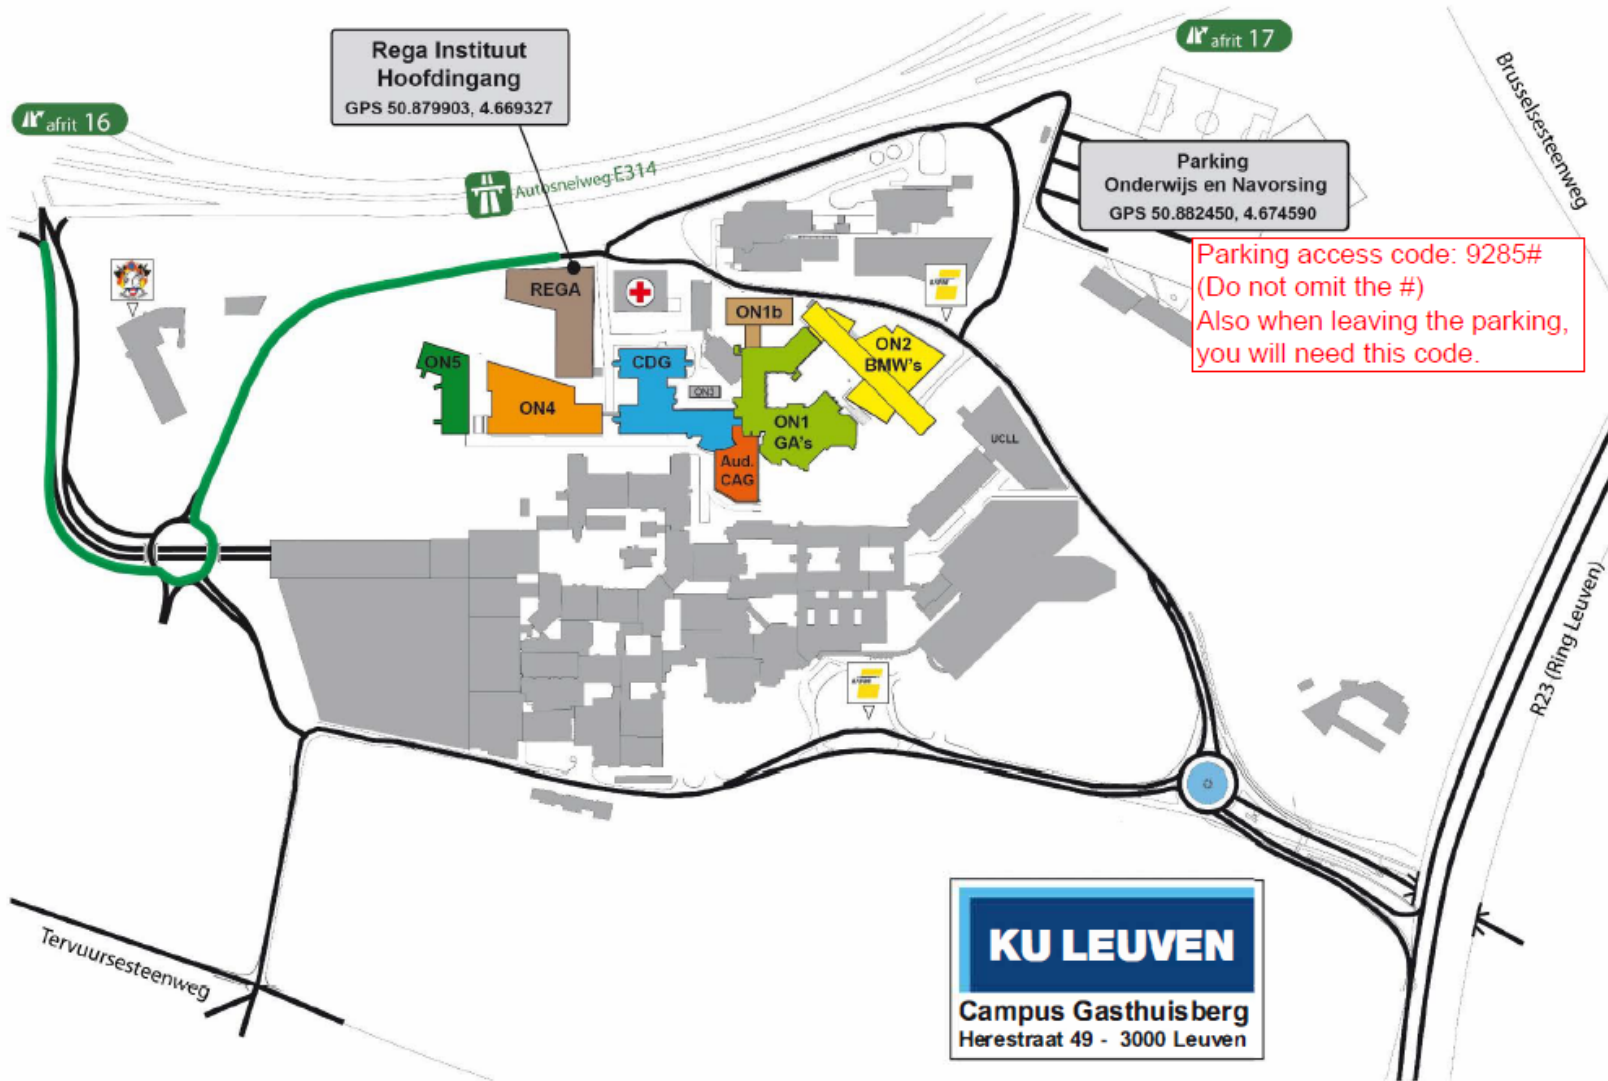 afrit 17
Rega Instituut
Hoofdingang
GPS 50.879903, 4.669327
afrit 16
Autosnelweg E314
Brusselsesteenweg
Parking
Onderwijs en Navorsing
GPS 50.882450, 4.674590
Parking access code: 9285#
(Do not omit the #)
Also when leaving the parking,
you will need this code.
REGA
ON1b
ON5
CDG
ON2
BMW's
ON4
ON1
GA's
UCLL
Aud.
CAG
R23 (Ring Leuven)
Tervuursesteenweg
KU LEUVEN
Campus Gasthuisberg
Herestraat 49 - 3000 Leuven